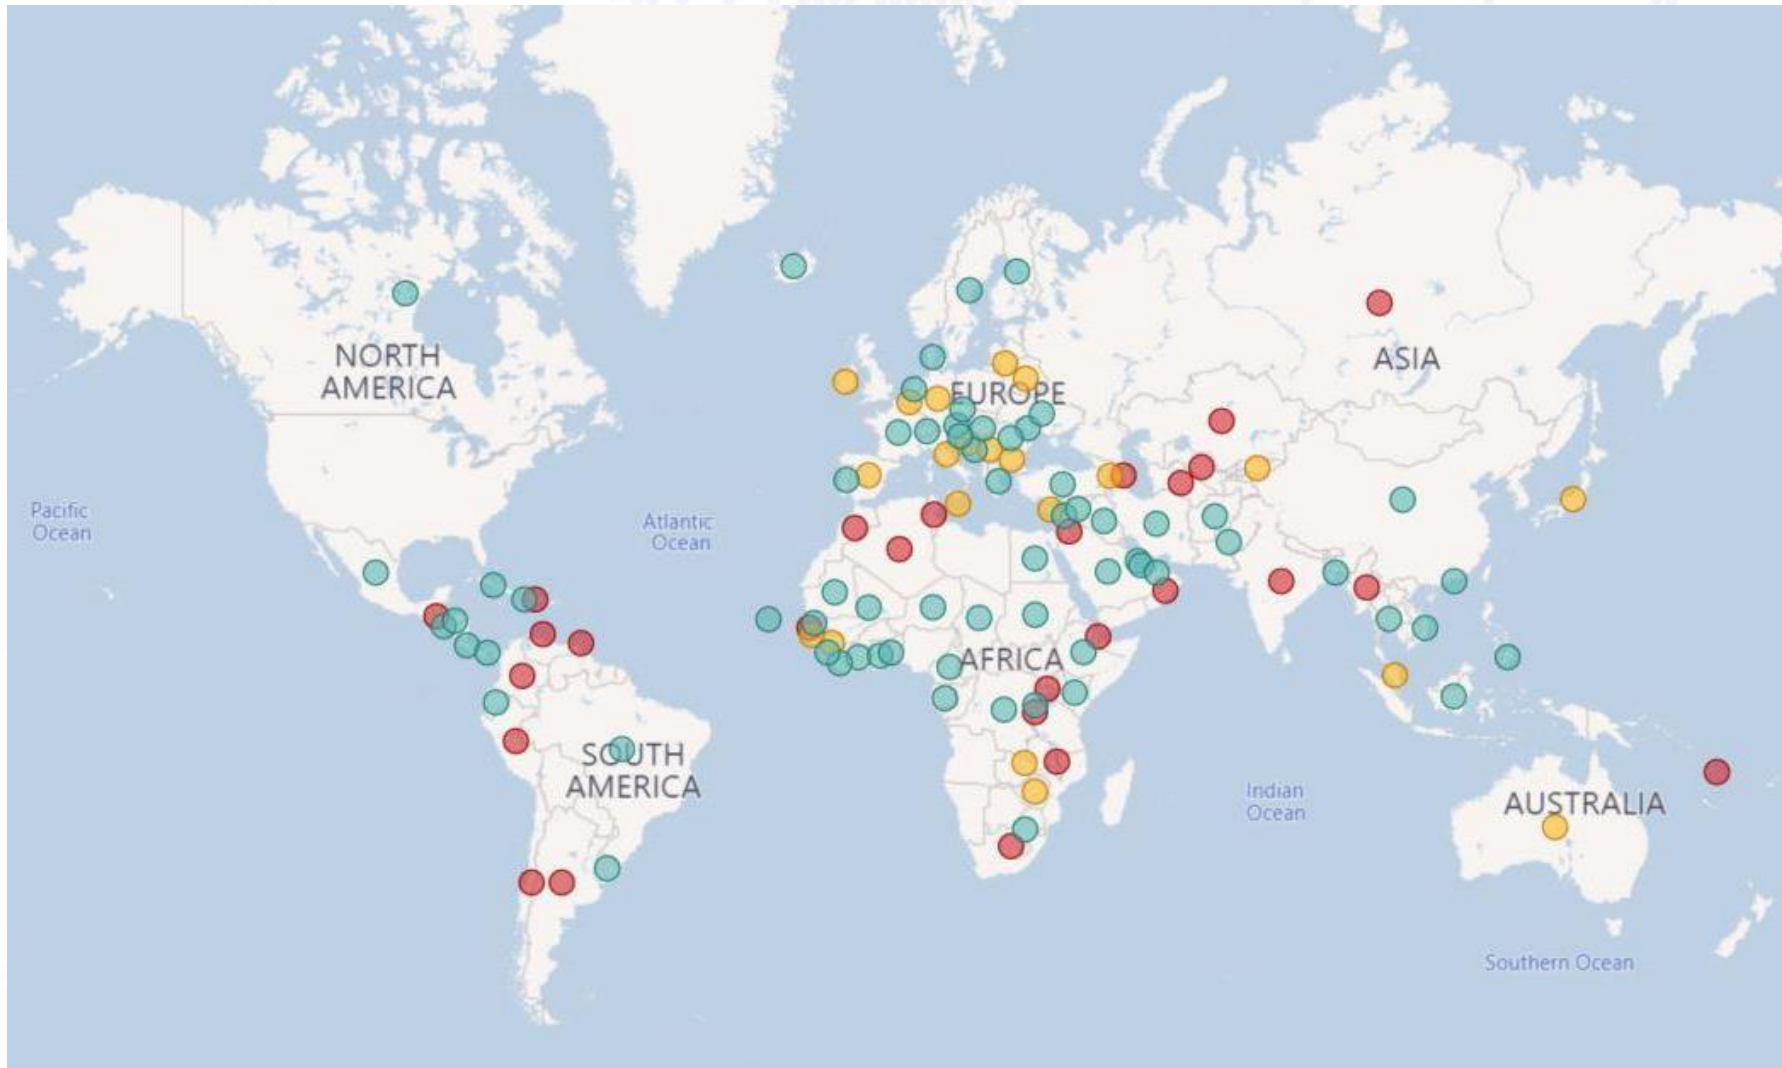 NORTH
AMERICA
EUROPE
ASIA
Pacific
Ocean
Atlantic
Ocean
AFRICA
SOUTH
AMERICA
Indian
Ocean
AUSTRALIA
Southern Ocean